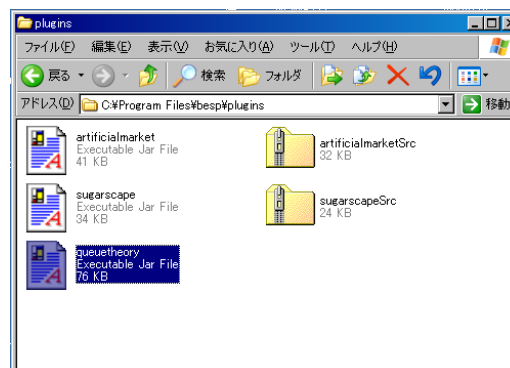 plugins
ファイル(F) 編集(E) 表示(V) お気に入り(A) ツール(T) ヘルプ(H)
戻る 検索 フォルダ
アドレス(D) C:¥Program Files¥besp¥plugins 移動
artificialmarket
Executable Jar File
41 KB
artificialmarketSrc
32 KB
sugarscape
Executable Jar File
34 KB
sugarscapeSrc
24 KB
queuetheory
Executable Jar File
76 KB